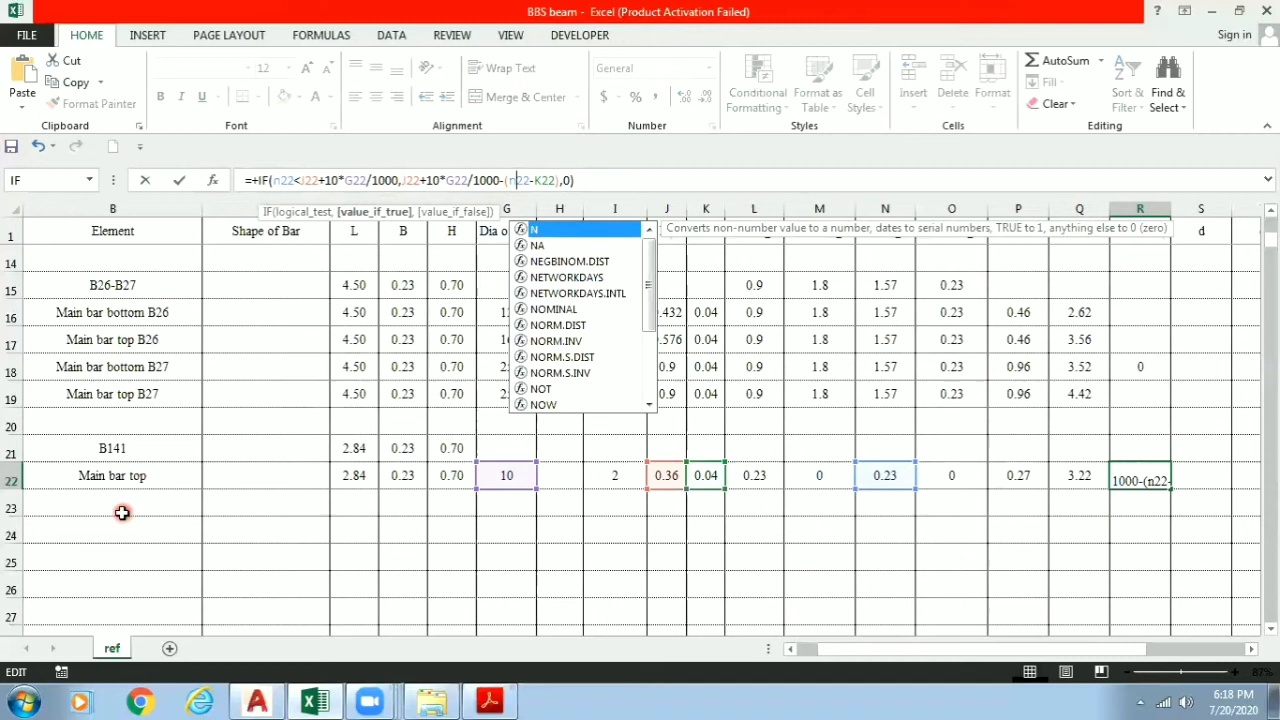 BBS beam - Excel (Product Activation Failed)
FILE HOME INSERT PAGE LAYOUT FORMULAS DATA REVIEW VIEW DEVELOPER Sign in
Cut
Copy
Format Painter
Paste
Clipboard
12
B I U
Font
Wrap Text
Merge & Center
Alignment
General
Number
Conditional Formatting
Format as Table
Cell Styles
Styles
Insert Delete Format
Cells
AutoSum
Fill
Clear
Sort & Filter
Find & Select
Editing
IF =+IF(n22<J22+10*G22/1000,J22+10*G22/1000-(n22-K22),0)
IF(logical_test, [value_if_true], [value_if_false])
B C D E F G H I J K L M N O P Q R S
1 Element Shape of Bar L B H Dia o d
N
NA
NEGBINOM.DIST
NETWORKDAYS
NETWORKDAYS.INTL
NOMINAL
NORM.DIST
NORM.INV
NORM.S.DIST
NORM.S.INV
NOT
NOW
Converts non-number value to a number, dates to serial numbers, TRUE to 1, anything else to 0 (zero)
14
15 B26-B27 4.50 0.23 0.70 0.9 1.8 1.57 0.23
16 Main bar bottom B26 4.50 0.23 0.70 .432 0.04 0.9 1.8 1.57 0.23 0.46 2.62
17 Main bar top B26 4.50 0.23 0.70 .576 0.04 0.9 1.8 1.57 0.23 0.46 3.56
18 Main bar bottom B27 4.50 0.23 0.70 0.9 0.04 0.9 1.8 1.57 0.23 0.96 3.52 0
19 Main bar top B27 4.50 0.23 0.70 0.9 0.04 0.9 1.8 1.57 0.23 0.96 4.42
20
21 B141 2.84 0.23 0.70
22 Main bar top 2.84 0.23 0.70 10 2 0.36 0.04 0.23 0 0.23 0 0.27 3.22 1000-(n22-
23
24
25
26
27
ref
EDIT 87%
6:18 PM
7/20/2020